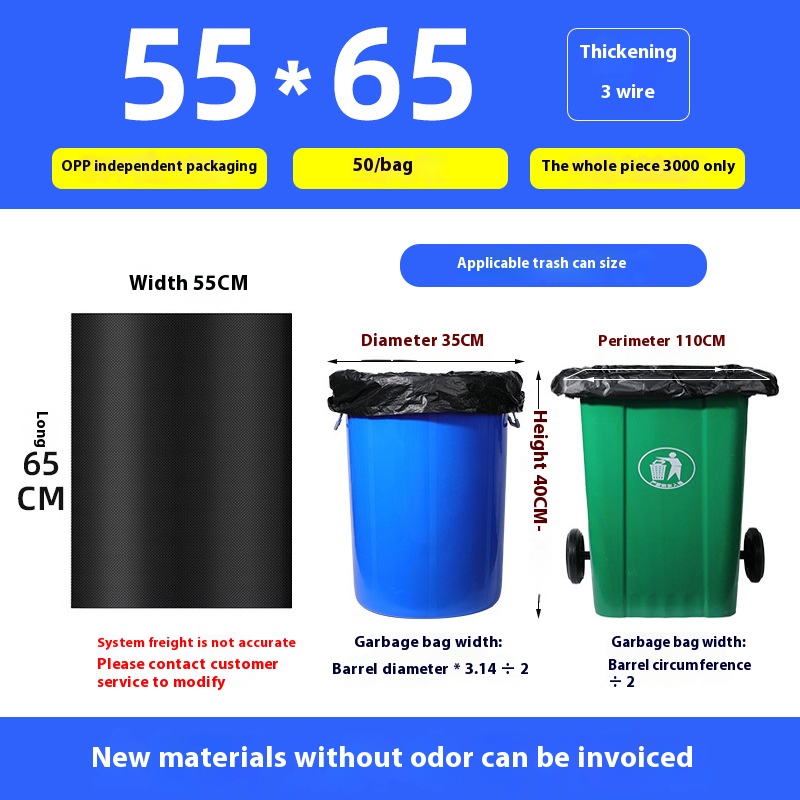 55*65
Thickening
3 wire
OPP independent packaging
50/bag
The whole piece 3000 only
Applicable trash can size
Width 55CM
Diameter 35CM
Perimeter 110CM
Long
65
CM
Height 40CM-
System freight is not accurate
Please contact customer
service to modify
Garbage bag width:
Barrel diameter * 3.14 ÷ 2
Garbage bag width:
Barrel circumference
÷ 2
New materials without odor can be invoiced